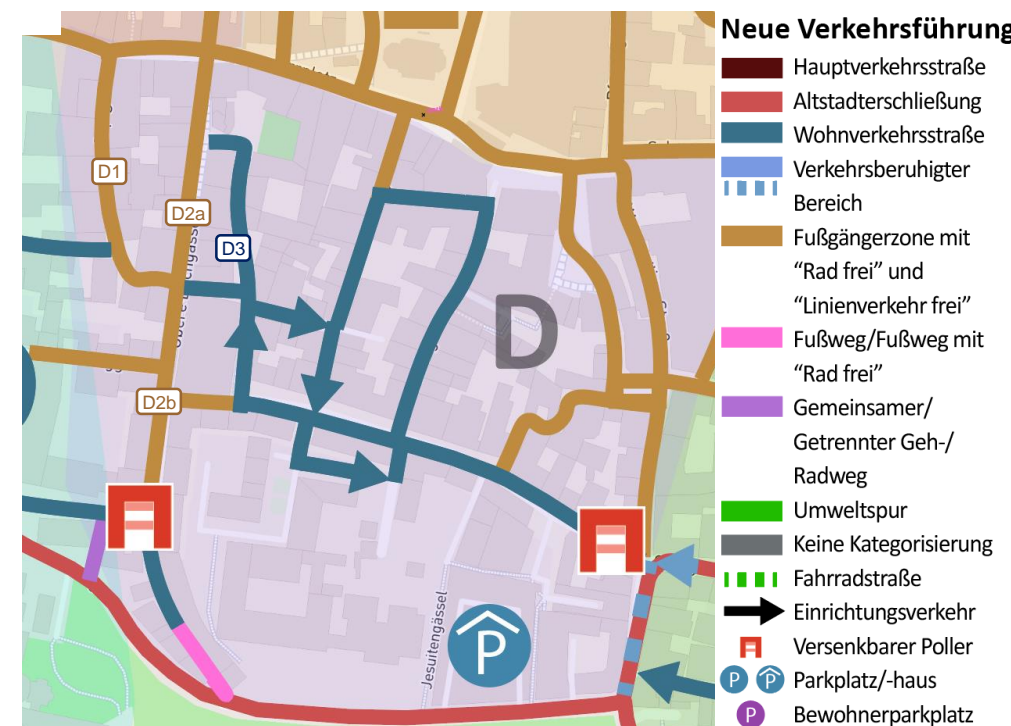 D1
D2a
D3
D
D2b
Jesuitengässel
P
Neue Verkehrsführung
Hauptverkehrsstraße
Altstadterschließung
Wohnverkehrsstraße
Verkehrsberuhigter
Bereich
Fußgängerzone mit
“Rad frei” und
“Linienverkehr frei”
Fußweg/Fußweg mit
“Rad frei”
Gemeinsamer/
Getrennter Geh-/
Radweg
Umweltspur
Keine Kategorisierung
Fahrradstraße
Einrichtungsverkehr
Versenkbarer Poller
P P Parkplatz/-haus
P Bewohnerparkplatz